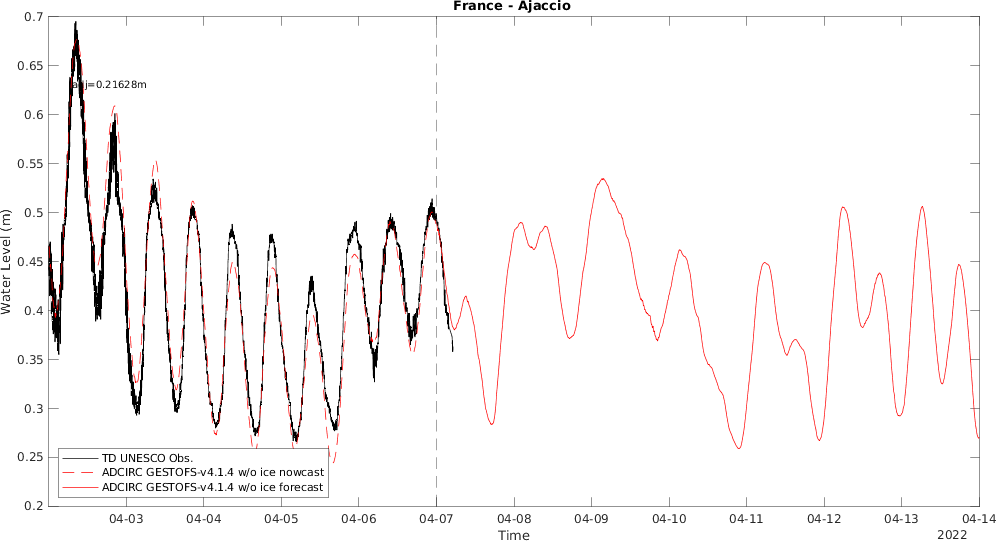 France - Ajaccio
0.7
0.65
0.6
0.55
0.5
0.45
0.4
0.35
0.3
0.25
0.2
Water Level (m)
adj=0.21628m
TD UNESCO Obs.
ADCIRC GESTOFS-v4.1.4 w/o ice nowcast
ADCIRC GESTOFS-v4.1.4 w/o ice forecast
04-03 04-04 04-05 04-06 04-07 04-08 04-09 04-10 04-11 04-12 04-13 04-14
Time
2022